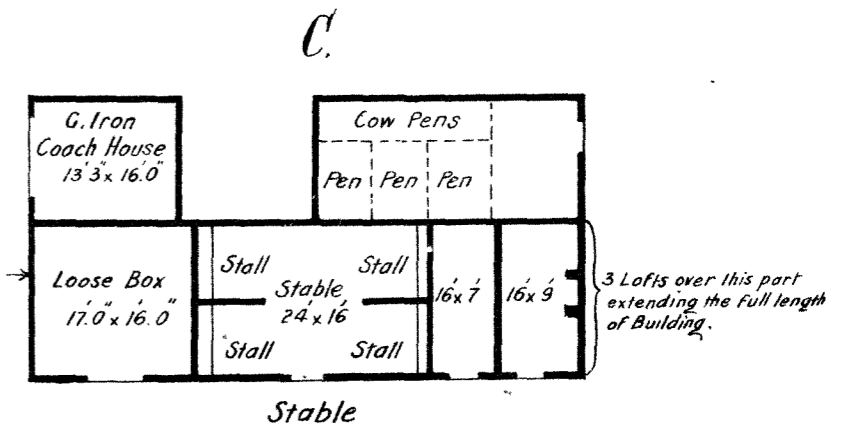 C.
G. Iron
Coach House
13'3" x 16'.0"
Cow Pens
Pen Pen Pen
Loose Box
17'.0" x 16'.0"
Stall Stall
Stable
24' x 16'
Stall Stall
16' x 7'
16' x 9'
3 Lofts over this part
extending the full length
of Building.
Stable